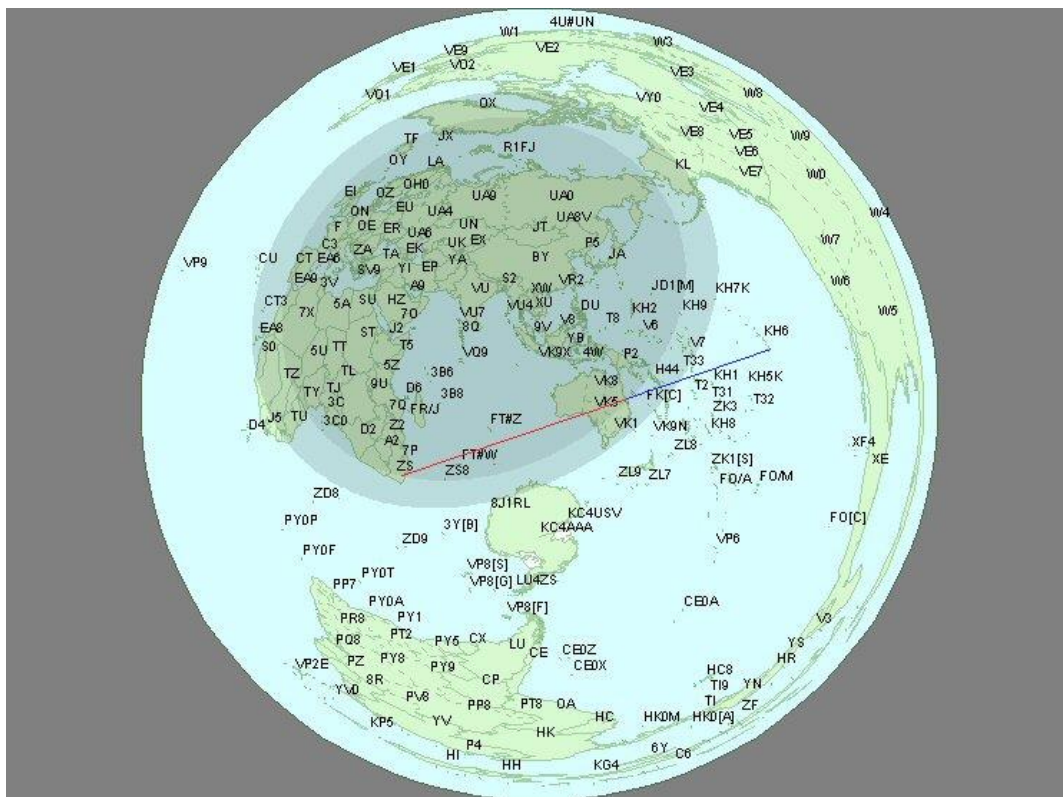 4U#UN
W1
W3
VE9
VE2
VE1
VO2
VE3
VO1
VY0
W8
OX
VE4
TF
JX
VE8
VE5
W9
R1FJ
VE6
OY
LA
KL
VE7
W0
EI
OZ
OH0
UA9
UA0
ON
EU
UA4
W4
F
OE
ER
UN
UA8V
UA6
JT
W7
C3
ZA
TA
EK
UK
EX
P5
JA
VP9
CU
CT
EA6
YA
BY
EA9
3V
SV9
YI
EP
S2
VR2
W6
A9
VU
XW
JD1[M]
KH7K
CT3
7X
5A
SU
HZ
7O
VU7
VU4
XU
DU
KH2
KH9
W5
EA8
ST
J2
8Q
9V
V8
T8
V6
KH6
S0
5U
TT
T5
YB
V7
VQ9
VK9X
4W
P2
T33
TZ
TL
5Z
3B6
H44
KH1
KH5K
TY
TJ
9U
D6
3B8
VK8
T2
T31
3C
7Q
FR/J
VK5
FK[C]
ZK3
T32
D4
J5
TU
3C0
D2
Z2
FT#Z
VK1
VK9N
KH8
A2
7P
ZL8
XF4
XE
FT#W
ZK1[S]
ZS
ZS8
ZL9
ZL7
FO/A
FO/M
ZD8
8J1RL
KC4USV
FO[C]
PY0P
3Y[B]
KC4AAA
ZD9
VP6
PY0F
VP8[S]
PY0T
VP8[G]
LU4ZS
PP7
PY0A
VP8[F]
CE0A
PR8
PY1
V3
PQ8
PT2
PY5
CX
LU
YS
VP2E
PZ
PY8
PY9
CE
CE0Z
HR
CE0X
HC8
8R
CP
TI9
YN
YV0
PV8
PP8
PT8
OA
TI
ZF
KP5
YV
HC
HK0M
HK0[A]
HK
P4
HI
6Y
C6
HH
KG4